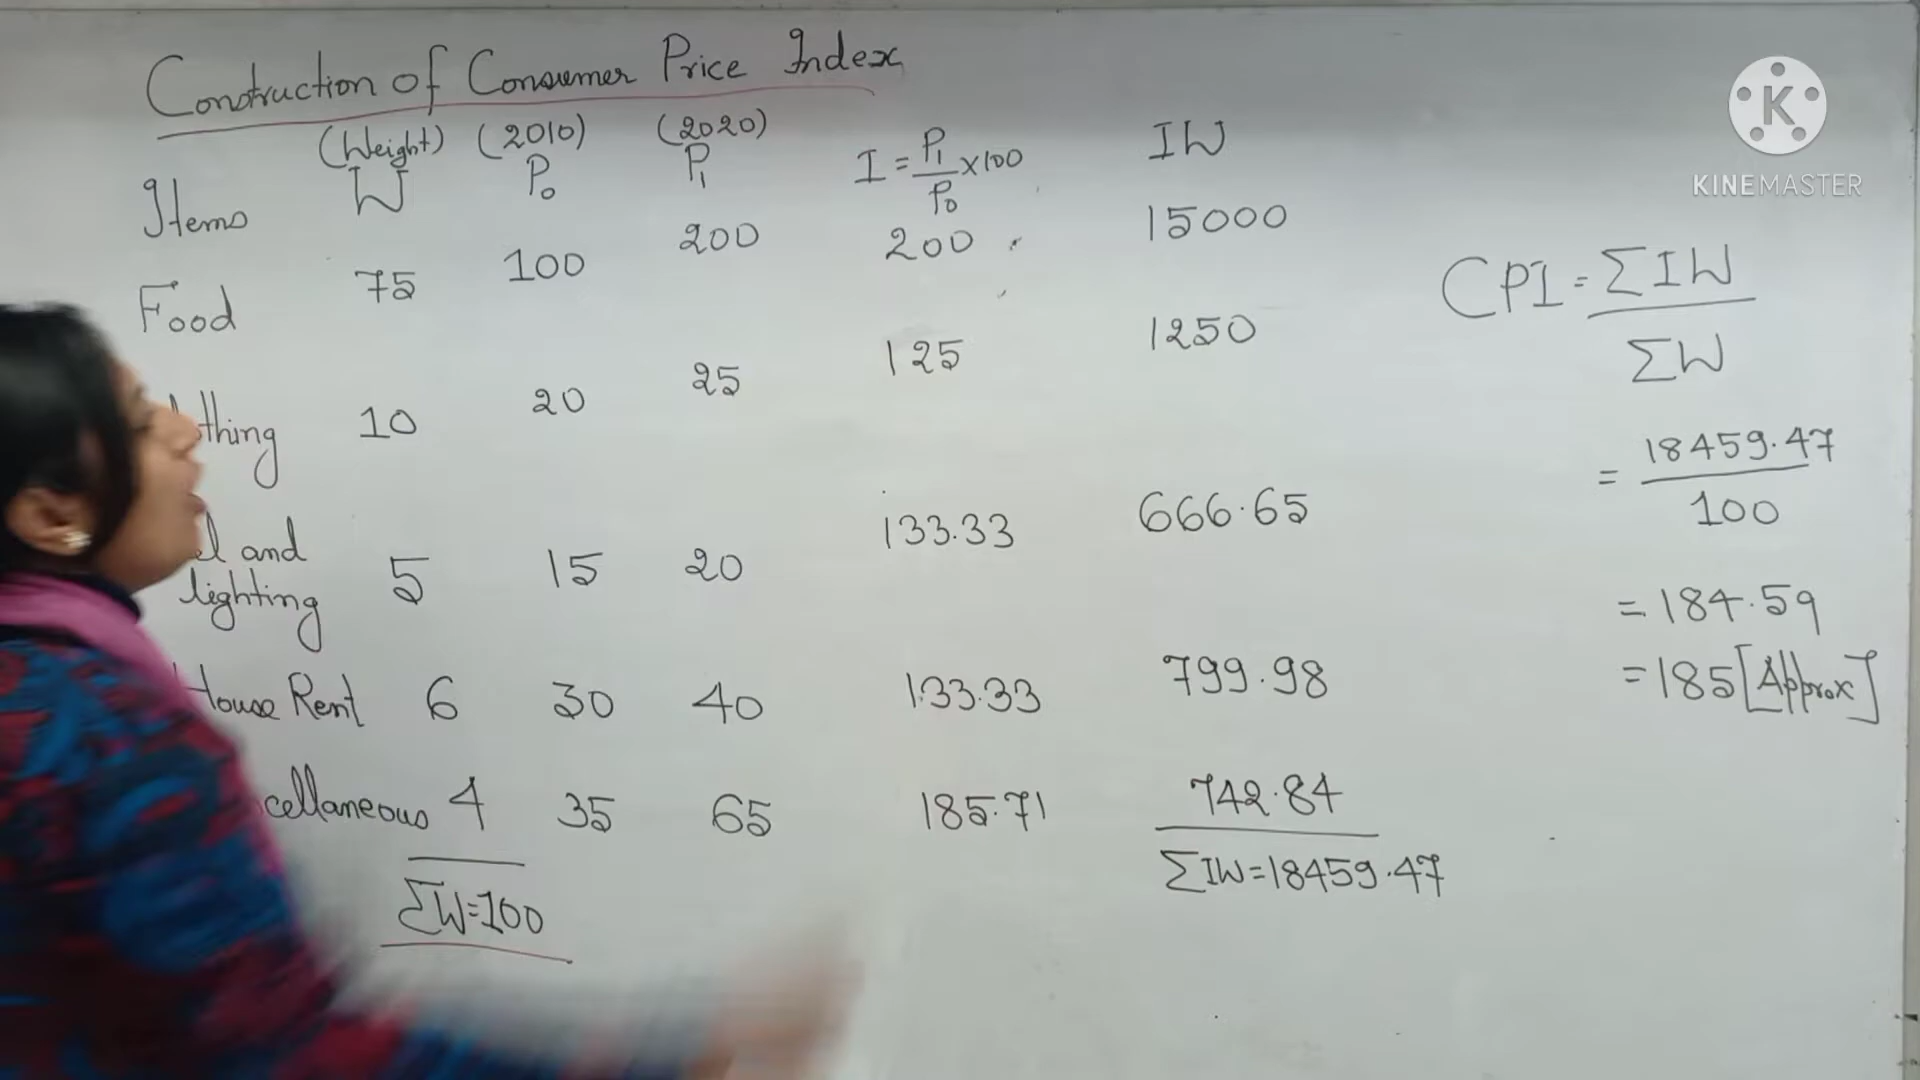 Construction of Consumer Price Index
(Weight) (2010) (2020)
Items W P₀ P₁ I = P₁/P₀ ×100 IW
Food 75 100 200 200 15000
thing 10 20 25 125 1250
l and lighting 5 15 20 133.33 666.65
House Rent 6 30 40 133.33 799.98
cellaneous 4 35 65 185.71 742.84
ΣW=100 ΣIW=18459.47
CPI = ΣIW/ΣW
= 18459.47/100
= 184.59
= 185 [Approx]
K
KINEMASTER